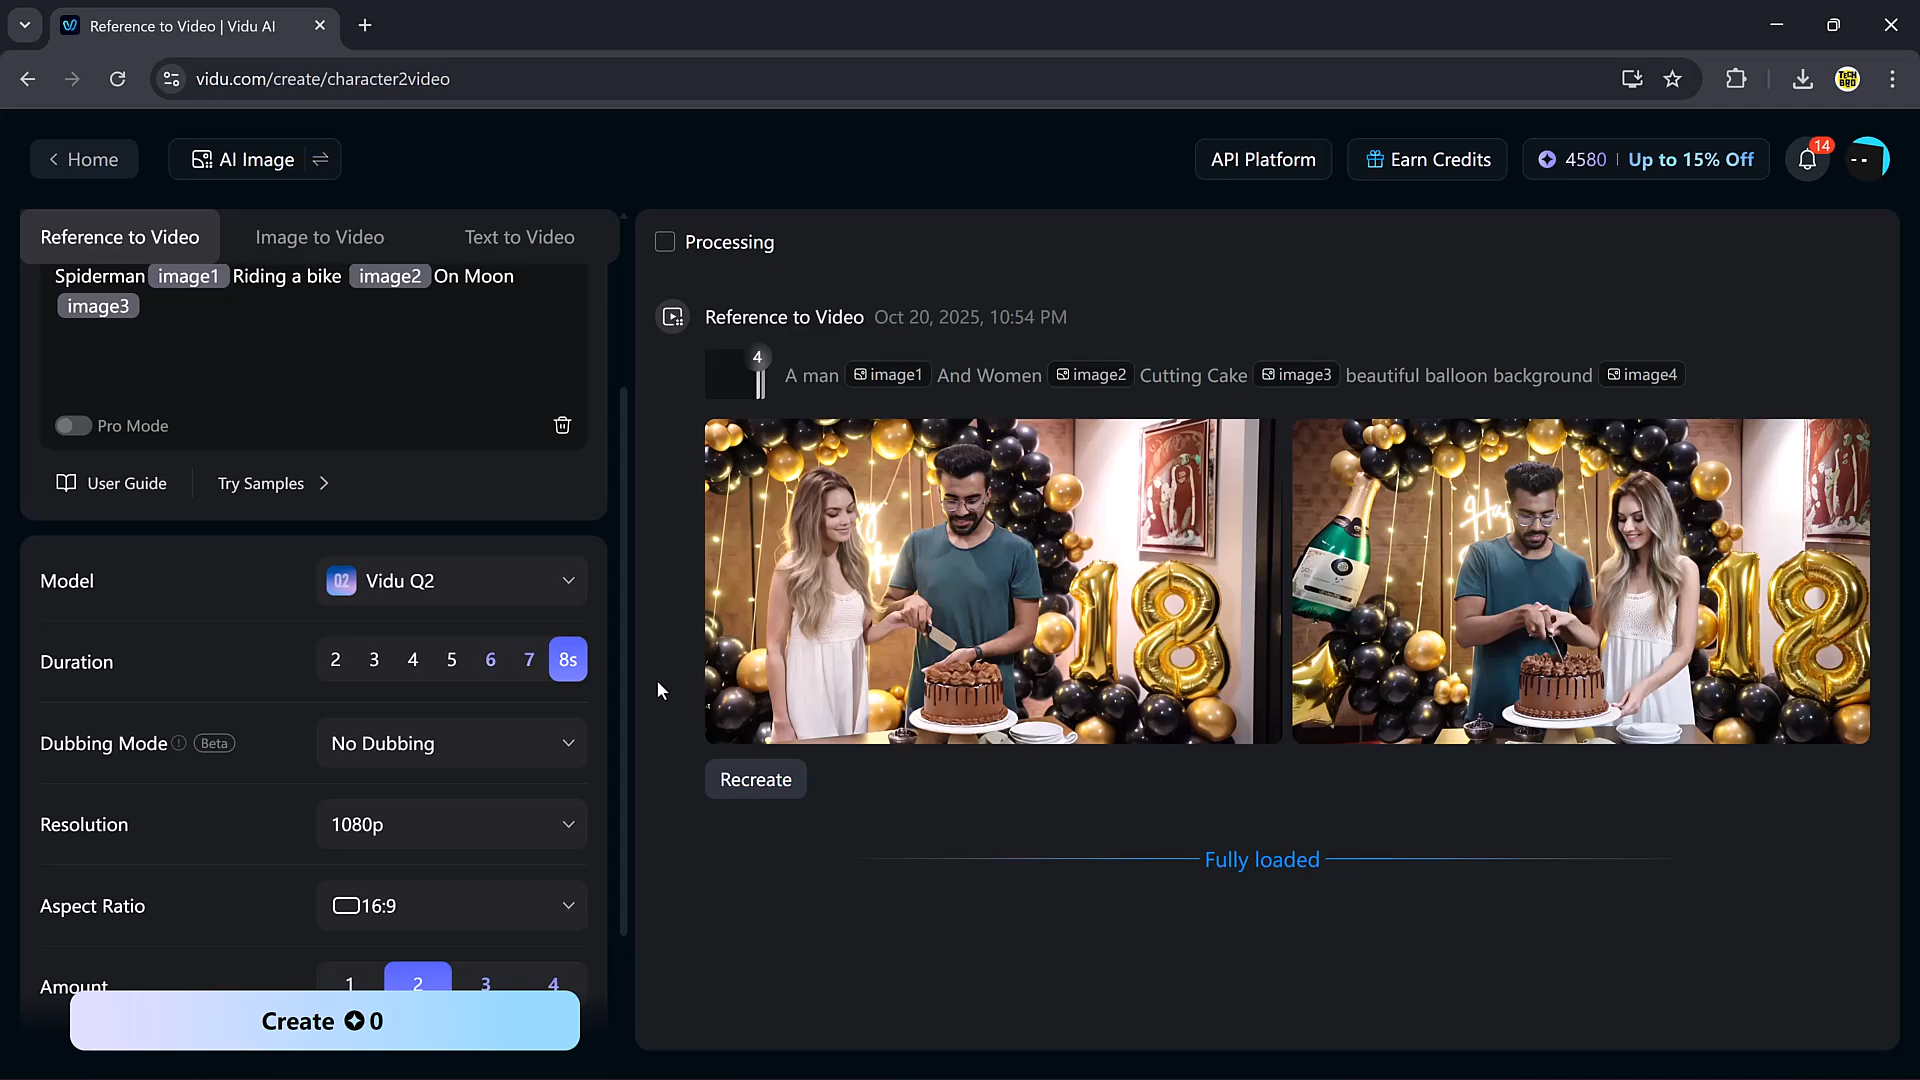 Reference to Video | Vidu AI
vidu.com/create/character2video
TECH
BRO
Home
AI Image
API Platform
Earn Credits
4580 | Up to 15% Off
14
Reference to Video
Image to Video
Text to Video
Spiderman image1 Riding a bike image2 On Moon
image3
Pro Mode
User Guide
Try Samples
Model
Q2 Vidu Q2
Duration
2 3 4 5 6 7 8s
Dubbing Mode Beta
No Dubbing
Resolution
1080p
Aspect Ratio
16:9
Amount
1 2 3 4
Create 0
Processing
Reference to Video Oct 20, 2025, 10:54 PM
4
A man image1 And Women image2 Cutting Cake image3 beautiful balloon background image4
18
18
Recreate
Fully loaded